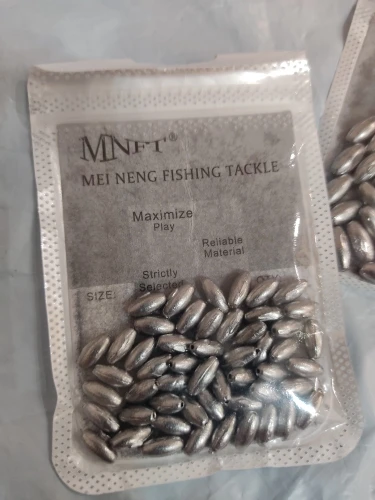 MNFT®
MEI NENG FISHING TACKLE
Maximize
Play
Reliable
Material
Strictly
Selected
SIZE: